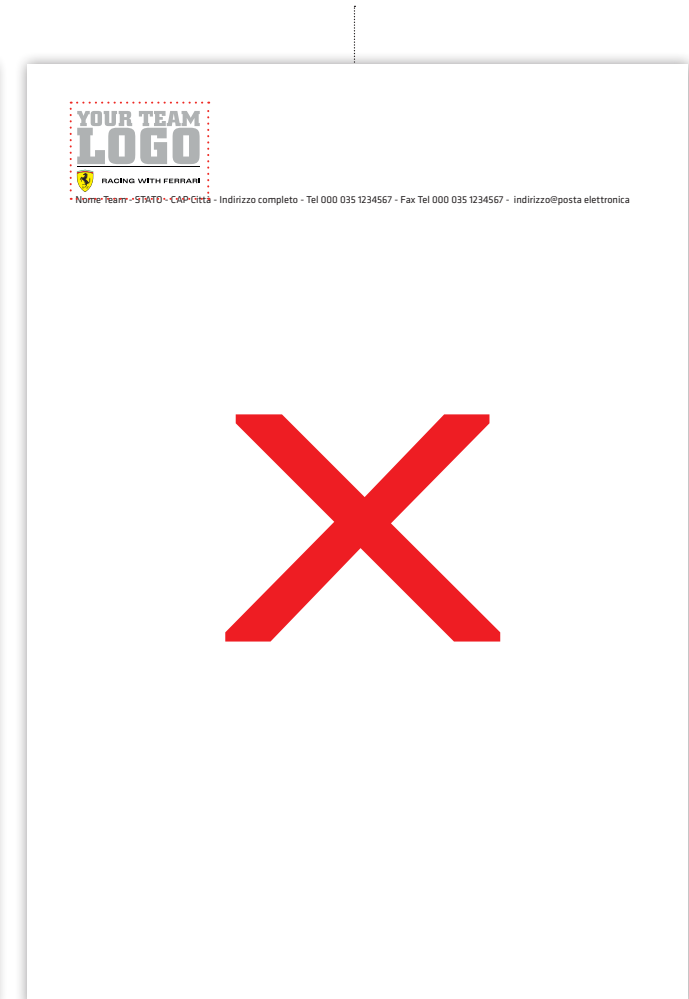 YOUR TEAM
LOGO
RACING WITH FERRARI
Nome Team - STATO - CAP Città - Indirizzo completo - Tel 000 035 1234567 - Fax Tel 000 035 1234567 - indirizzo@posta elettronica